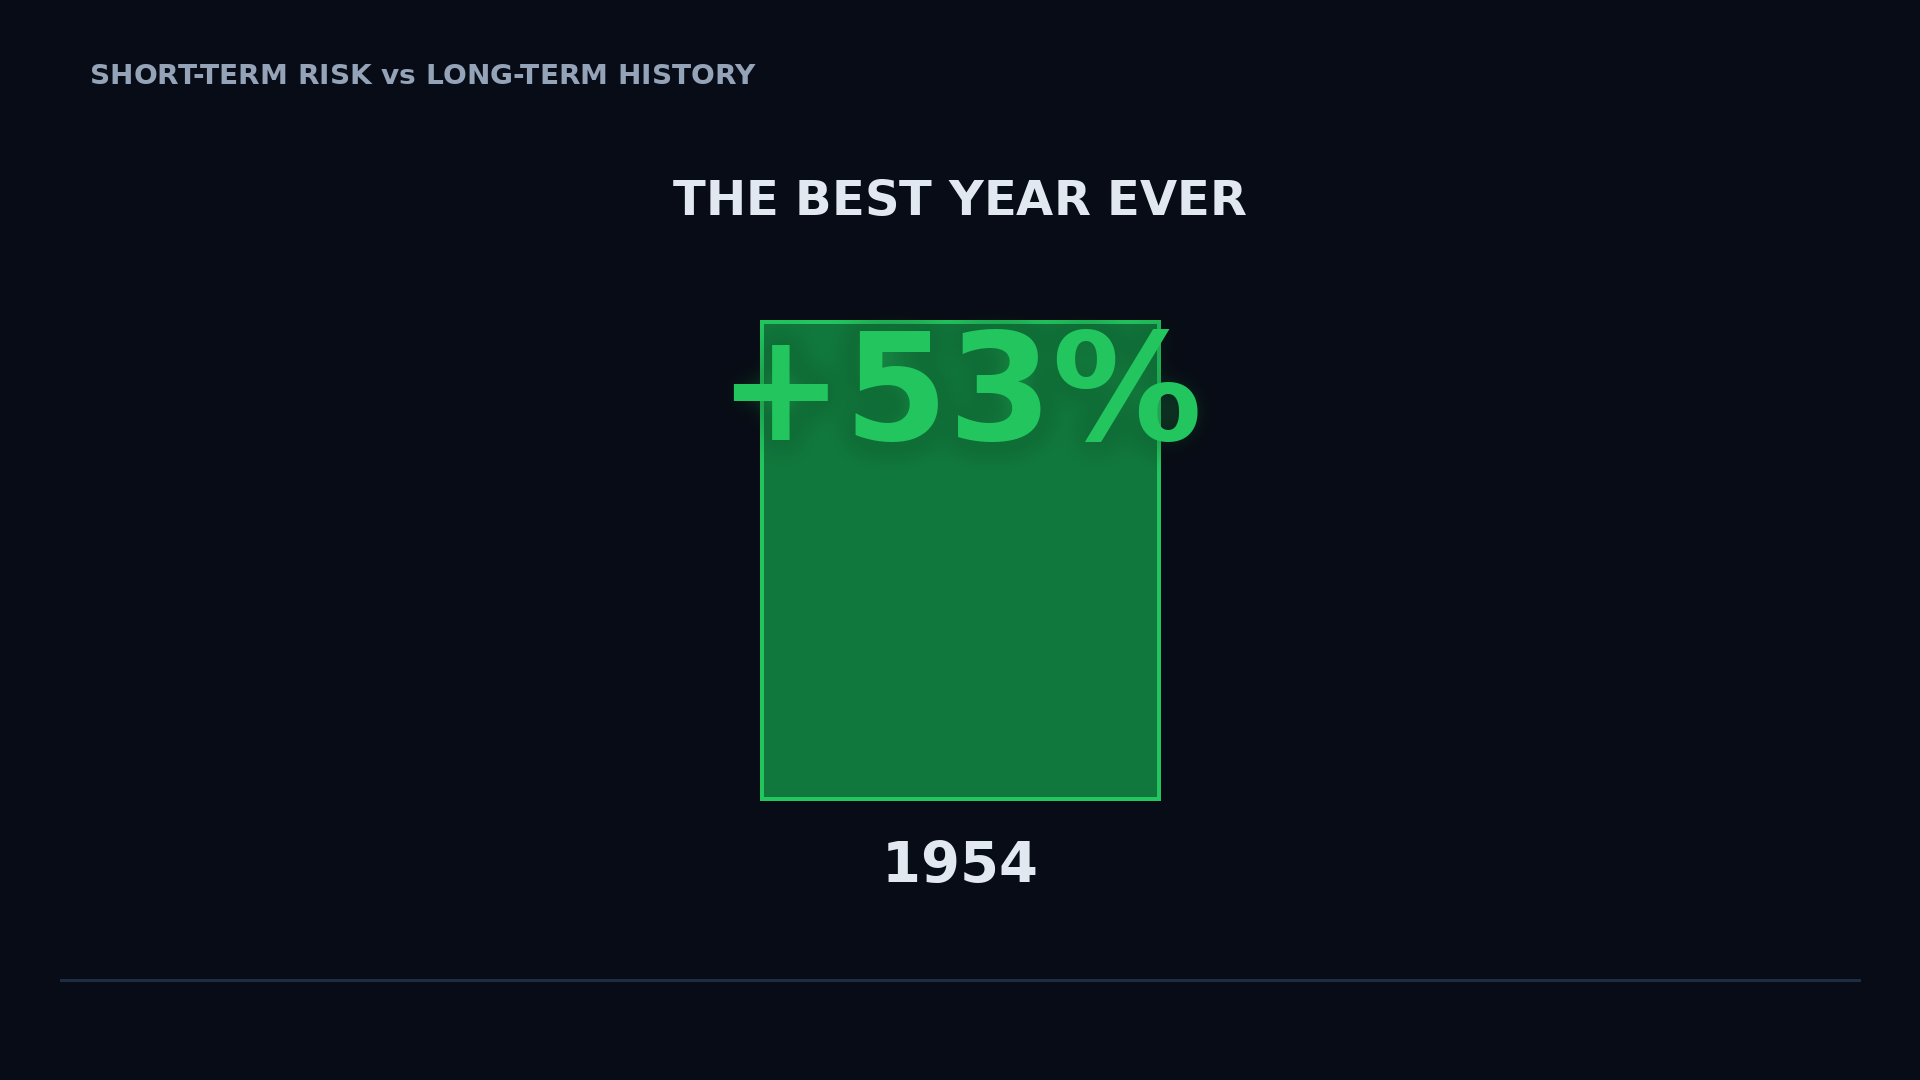 SHORT-TERM RISK vs LONG-TERM HISTORY
THE BEST YEAR EVER
+53%
1954